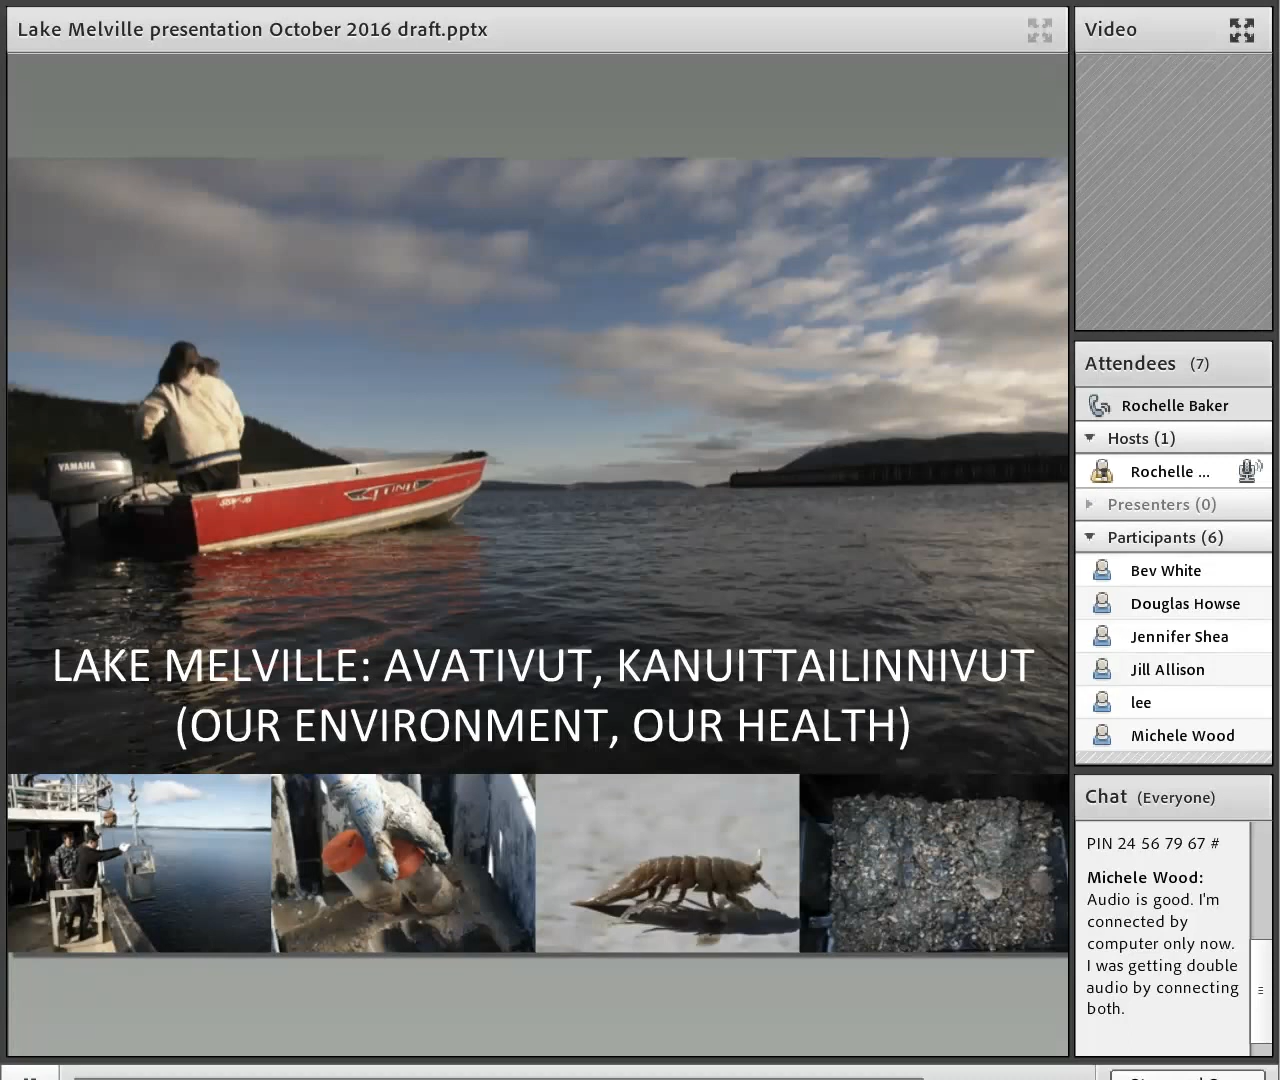 Lake Melville presentation October 2016 draft.pptx
YAMAHA
LAKE MELVILLE: AVATIVUT, KANUITTAILINNIVUT
(OUR ENVIRONMENT, OUR HEALTH)
Video
Attendees (7)
Rochelle Baker
Hosts (1)
Rochelle ...
Presenters (0)
Participants (6)
Bev White
Douglas Howse
Jennifer Shea
Jill Allison
lee
Michele Wood
Chat (Everyone)
PIN 24 56 79 67 #
Michele Wood:
Audio is good. I'm
connected by
computer only now.
I was getting double
audio by connecting
both.